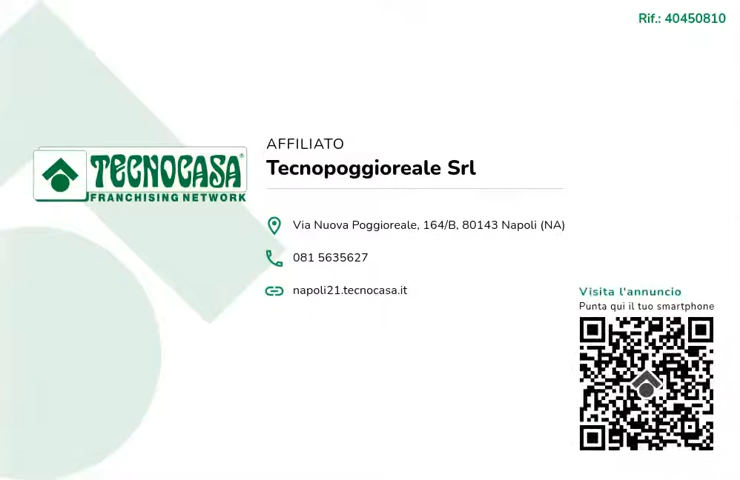 Rif.: 40450810
TECNOCASA®
FRANCHISING NETWORK
AFFILIATO
Tecnopoggioreale Srl
Via Nuova Poggioreale, 164/B, 80143 Napoli (NA)
081 5635627
napoli21.tecnocasa.it
Visita l'annuncio
Punta qui il tuo smartphone